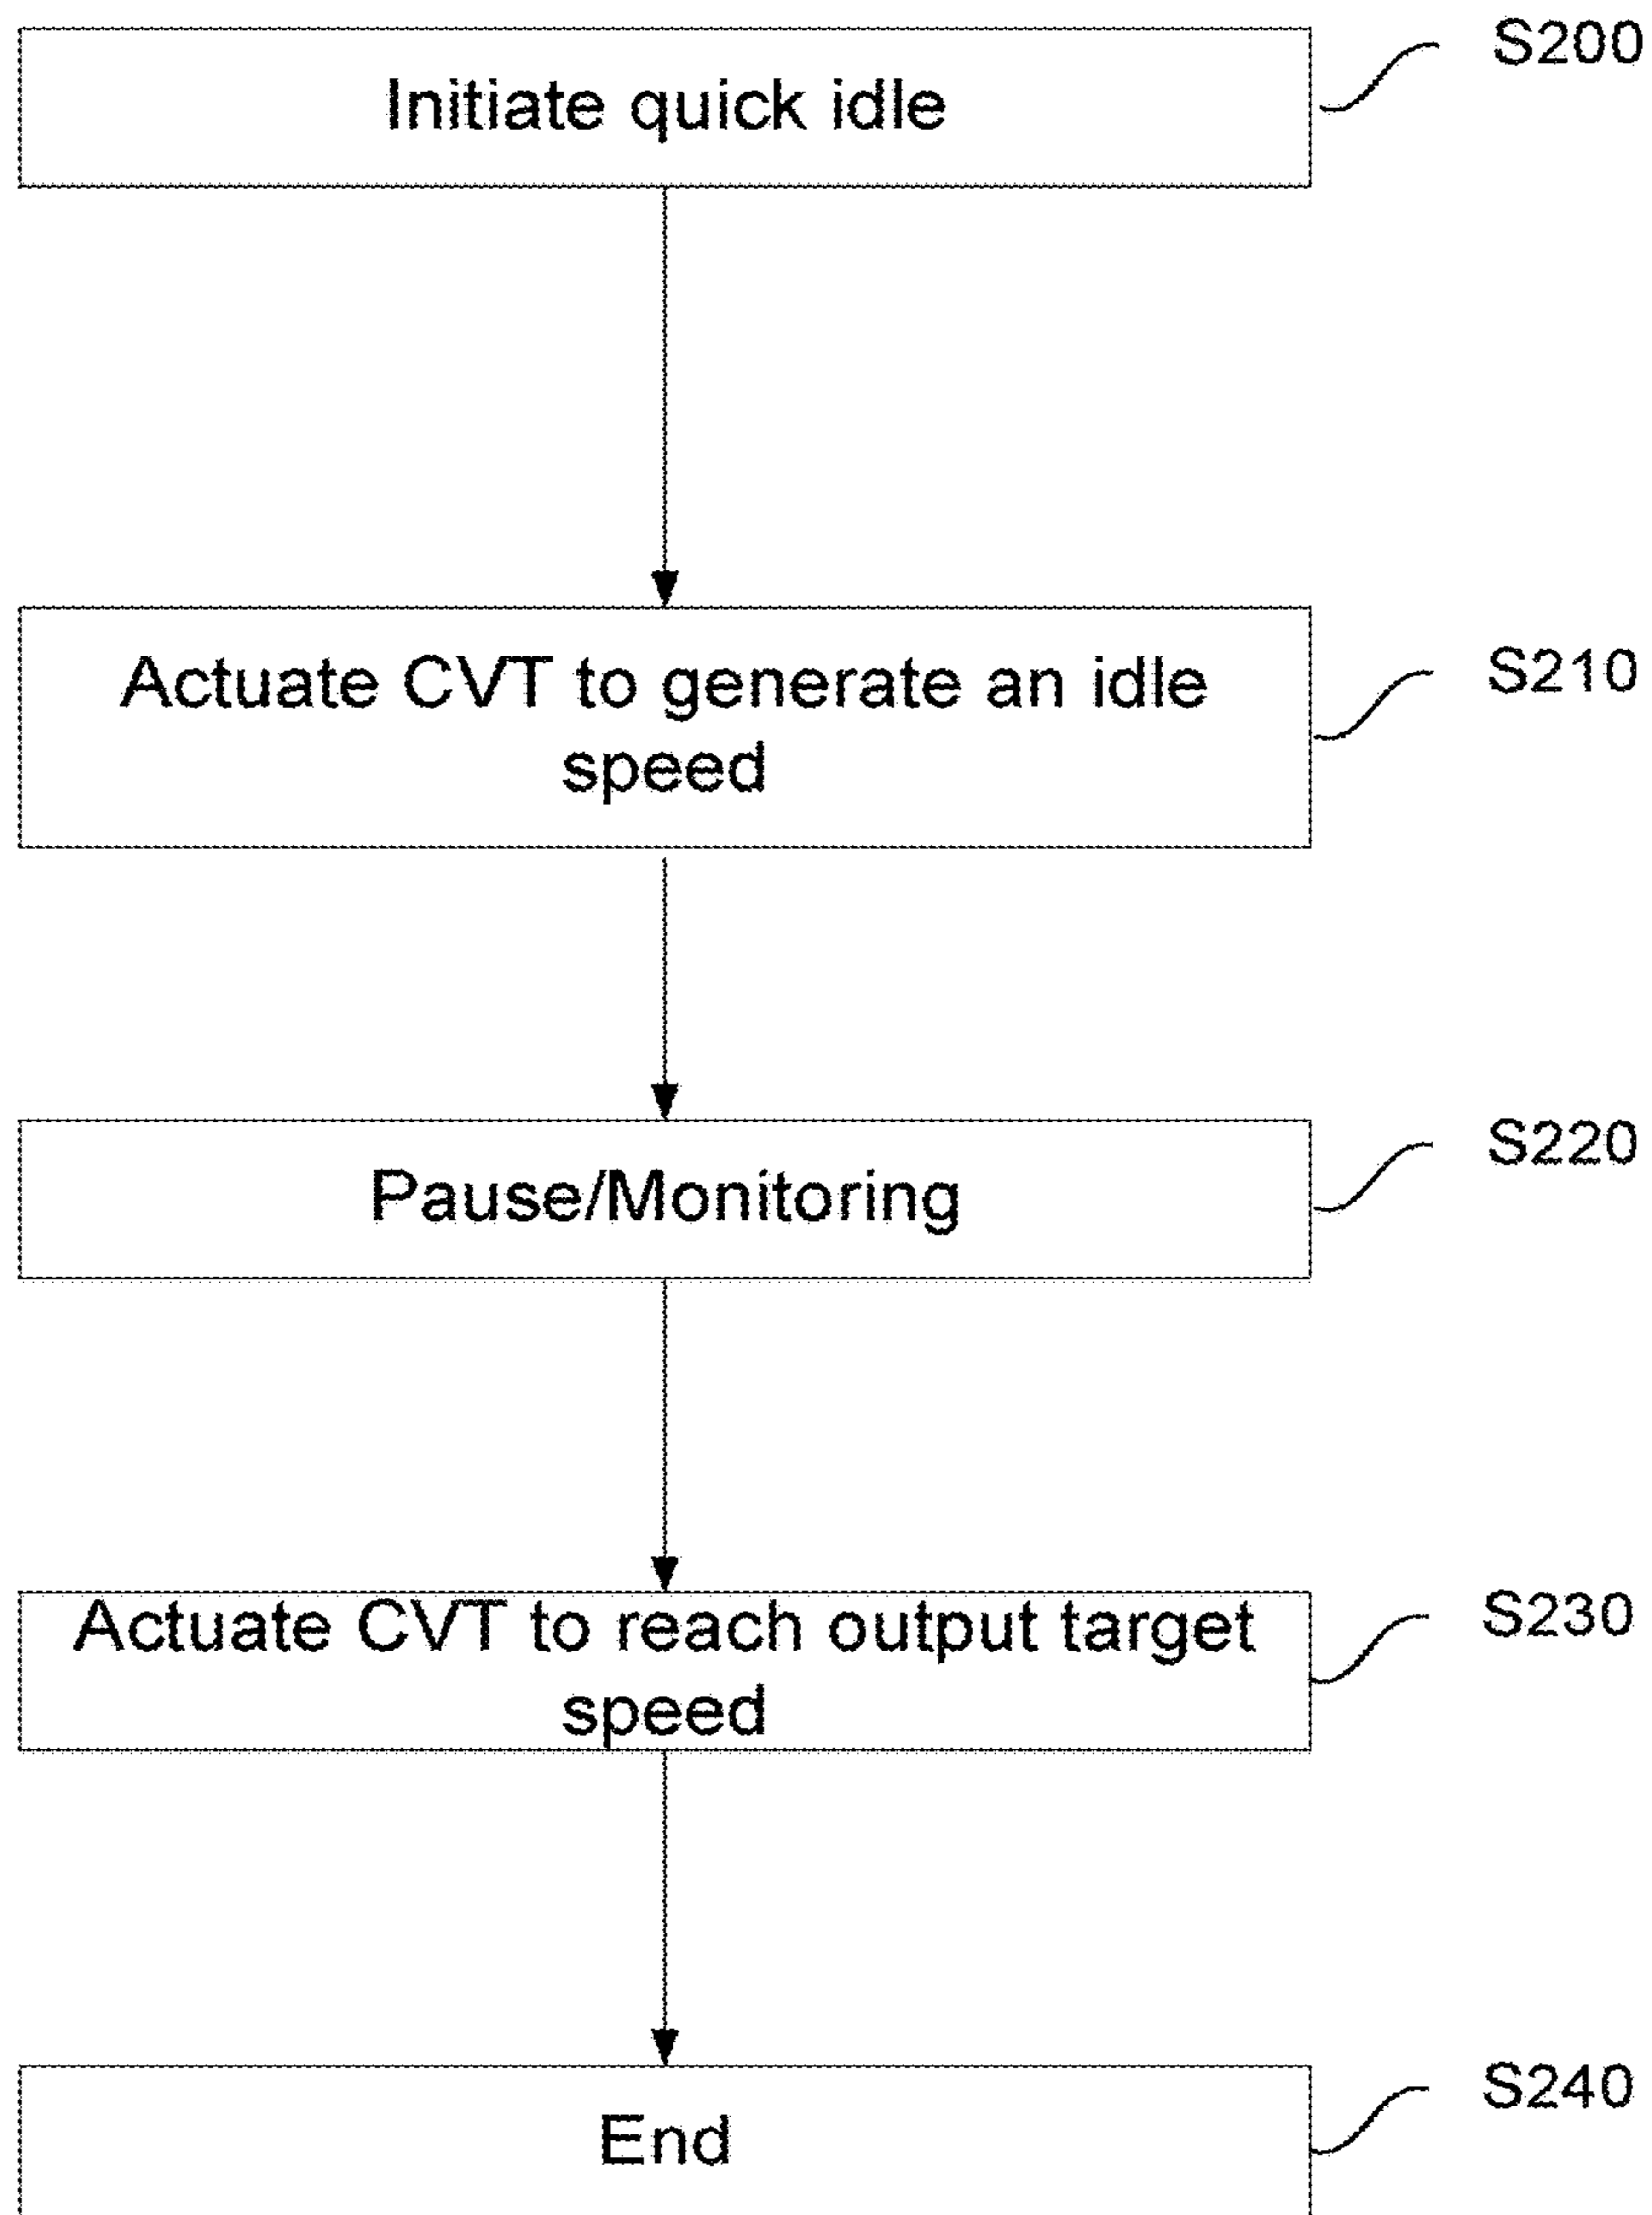 Initiate quick idle
S200
Actuate CVT to generate an idle
speed
S210
Pause/Monitoring
S220
Actuate CVT to reach output target
speed
S230
End
S240